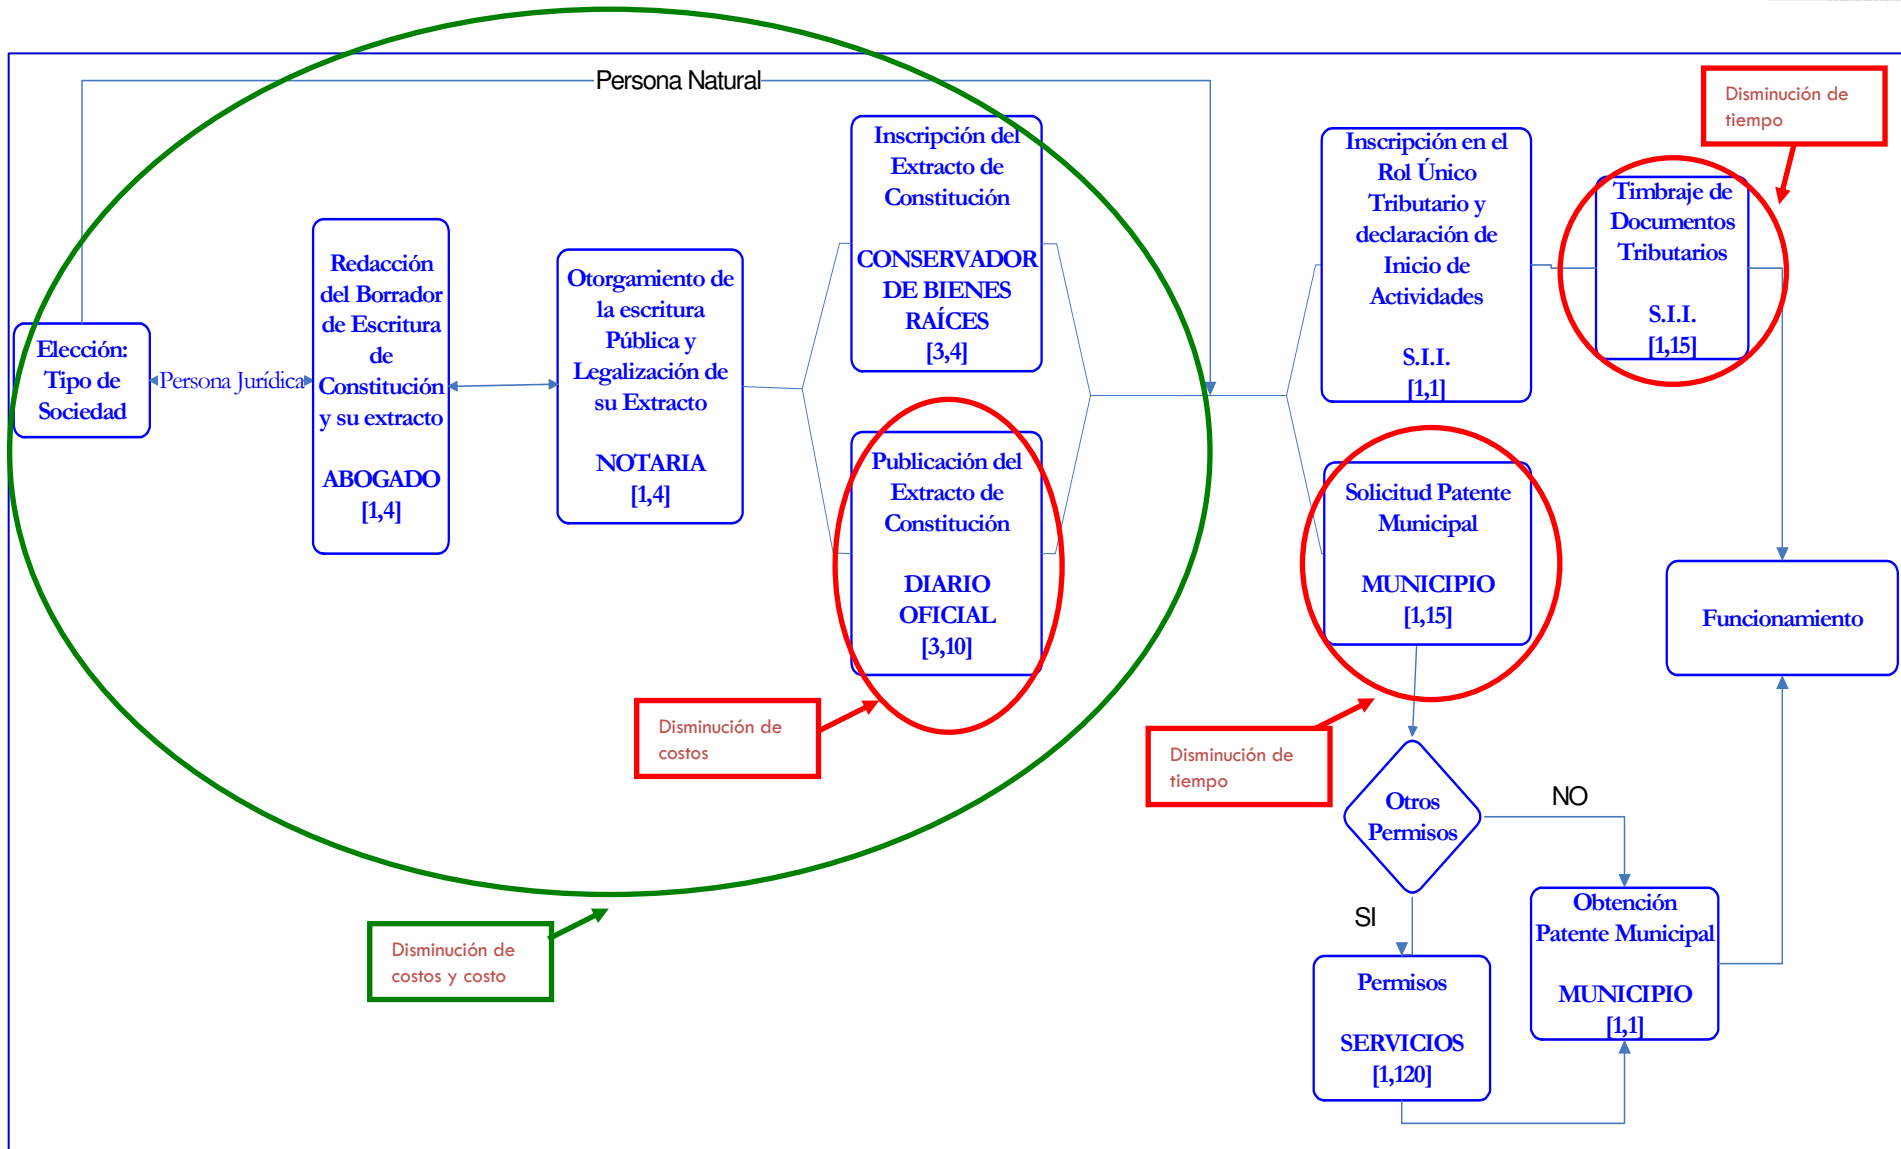 Persona Natural
Disminución de
tiempo
Elección:
Tipo de
Sociedad
Persona Jurídica
Redacción
del Borrador
de Escritura
de
Constitución
y su extracto
ABOGADO
[1,4]
Otorgamiento de
la escritura
Pública y
Legalización de
su Extracto
NOTARIA
[1,4]
Inscripción del
Extracto de
Constitución
CONSERVADOR
DE BIENES
RAÍCES
[3,4]
Publicación del
Extracto de
Constitución
DIARIO
OFICIAL
[3,10]
Disminución de
costos
Disminución de
costos y costo
Inscripción en el
Rol Único
Tributario y
declaración de
Inicio de
Actividades
S.I.I.
[1,1]
Timbraje de
Documentos
Tributarios
S.I.I.
[1,15]
Solicitud Patente
Municipal
MUNICIPIO
[1,15]
Disminución de
tiempo
Funcionamiento
Otros
Permisos
NO
SI
Permisos
SERVICIOS
[1,120]
Obtención
Patente Municipal
MUNICIPIO
[1,1]